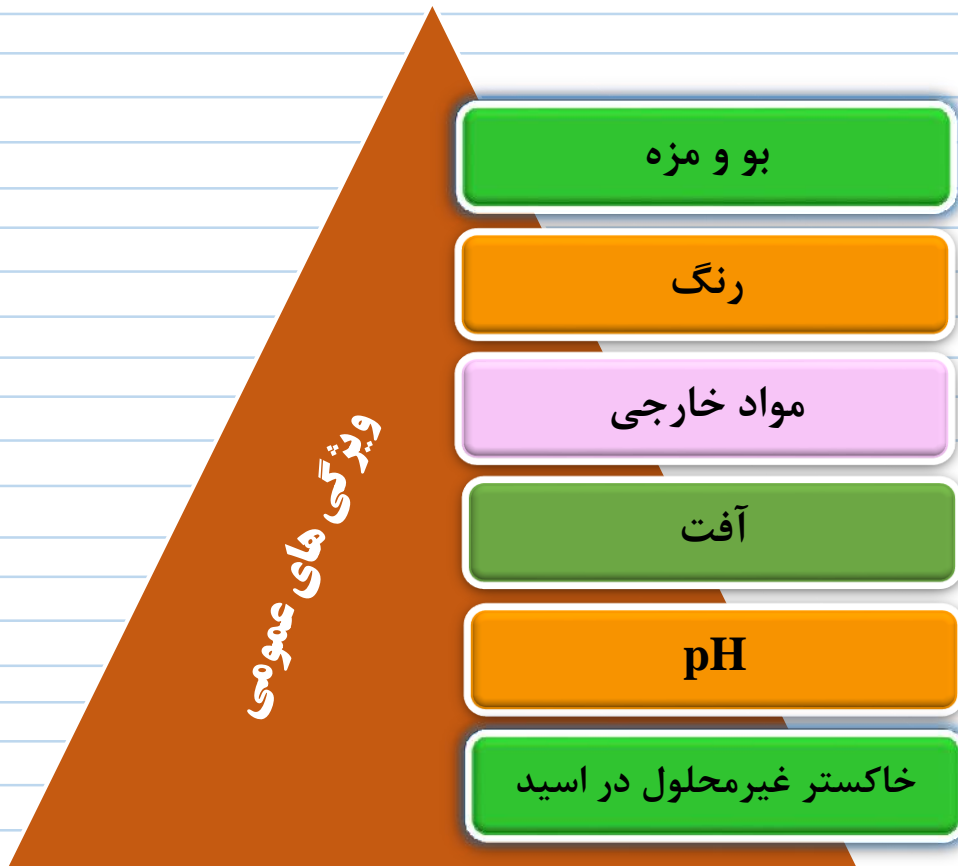 بو و مزه
رنگ
مواد خارجی
آفت
pH
خاکستر غیرمحلول در اسید
ویژگی های عمومی